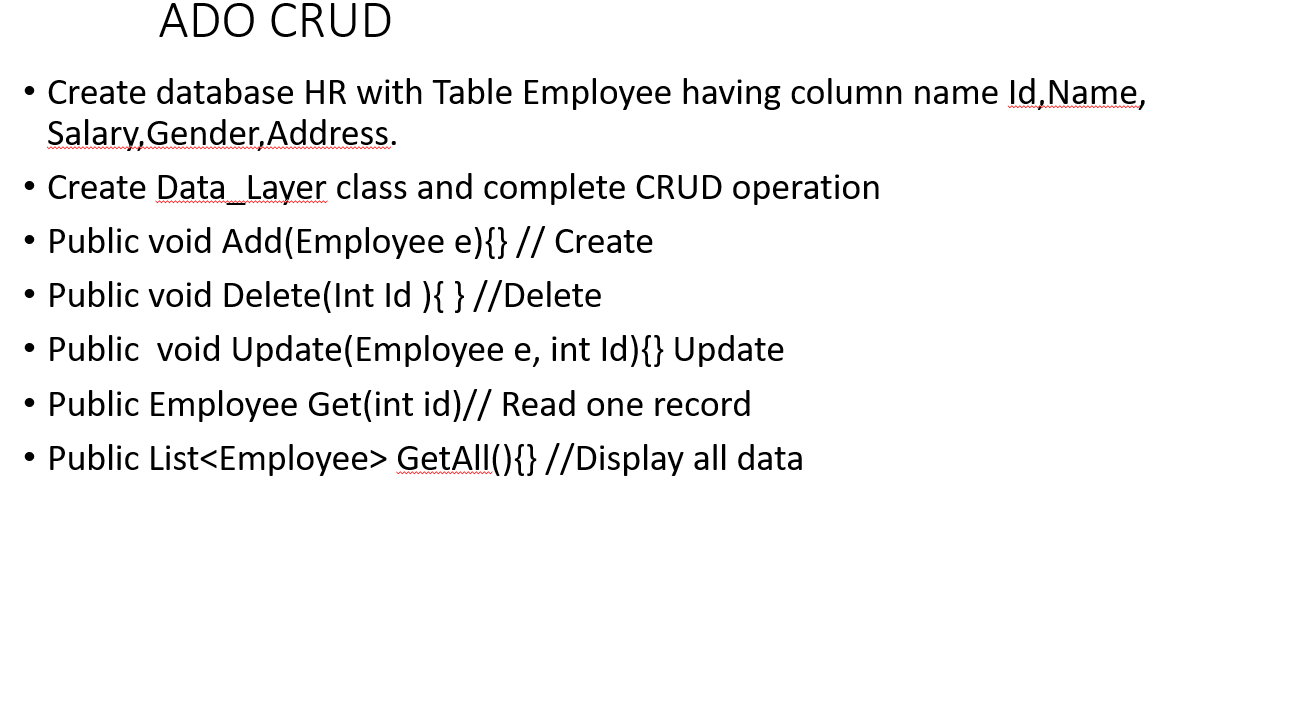 ADO CRUD
• Create database HR with Table Employee having column name Id,Name,
Salary,Gender,Address.
• Create Data_Layer class and complete CRUD operation
• Public void Add(Employee e){} // Create
• Public void Delete(Int Id ){ } //Delete
• Public  void Update(Employee e, int Id){} Update
• Public Employee Get(int id)// Read one record
• Public List<Employee> GetAll(){} //Display all data